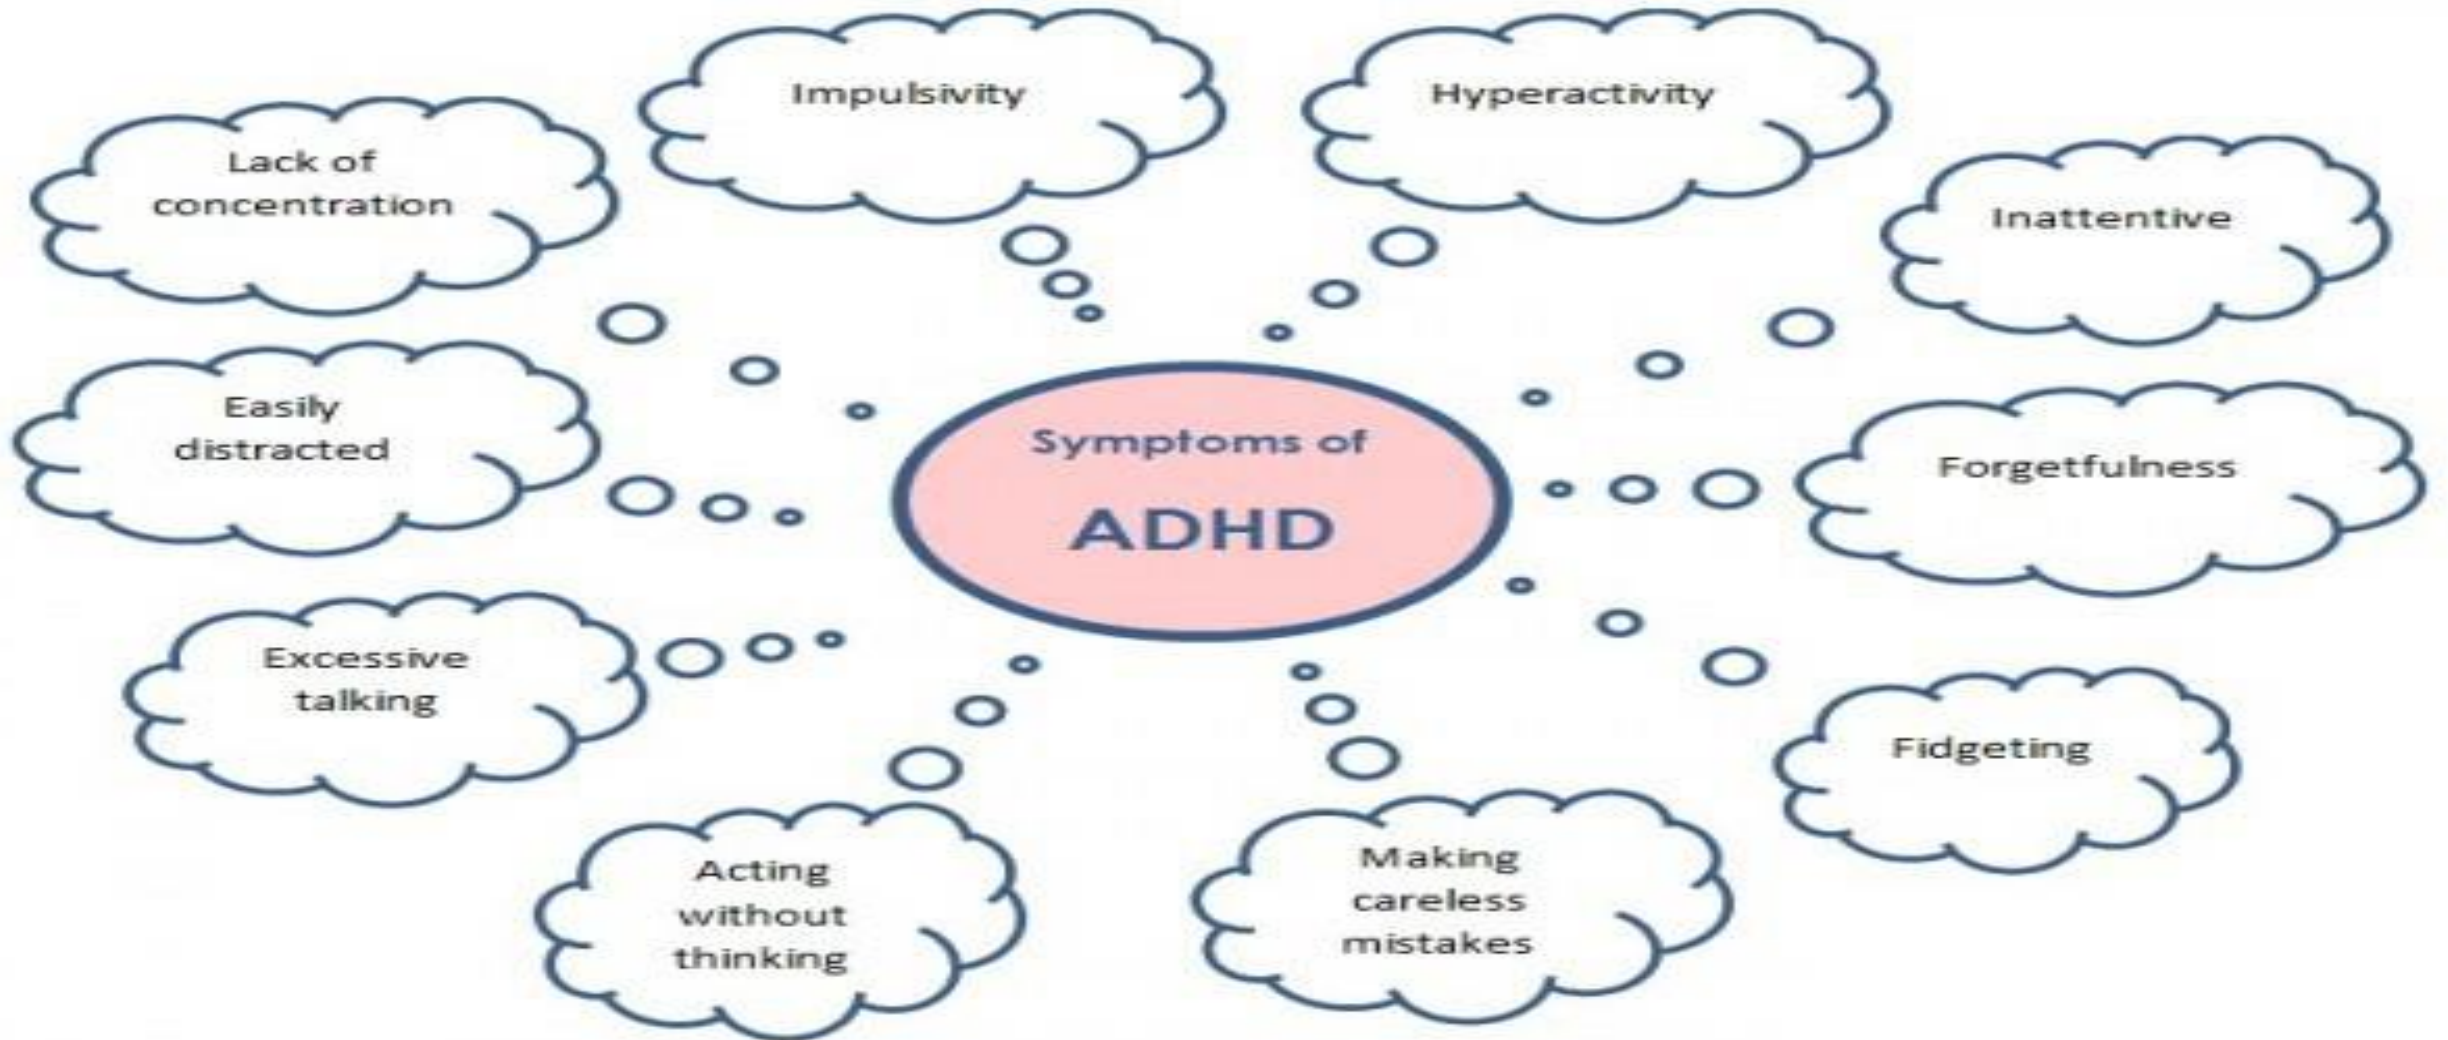 Impulsivity
Hyperactivity
Lack of
concentration
Inattentive
Easily
distracted
Symptoms of
ADHD
Forgetfulness
Excessive
talking
Fidgeting
Acting
without
thinking
Making
careless
mistakes